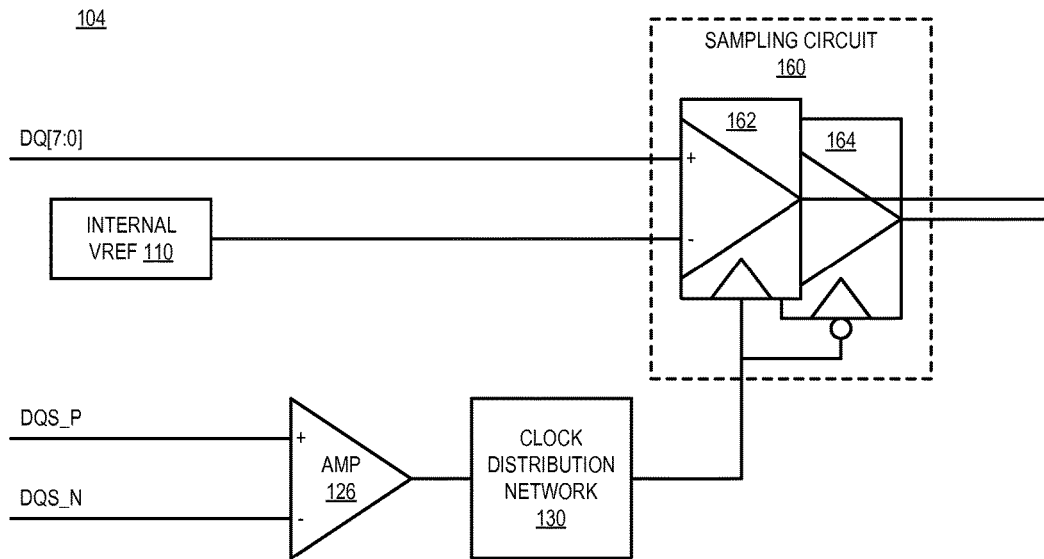 104
SAMPLING CIRCUIT
160
162
164
DQ[7:0]
+
INTERNAL
VREF 110
-
DQS_P
+
AMP
126
DQS_N
-
CLOCK
DISTRIBUTION
NETWORK
130